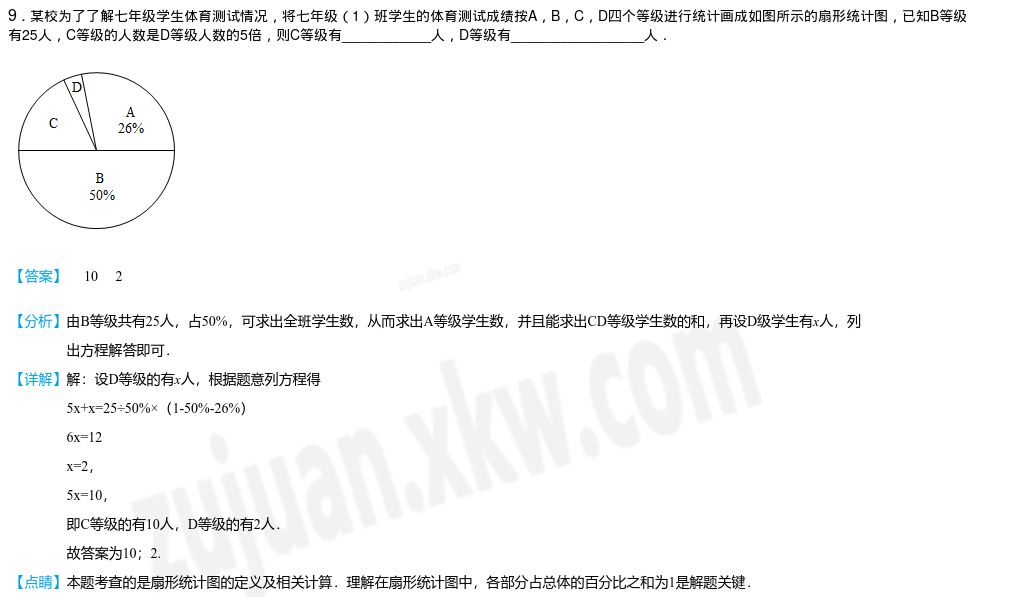 9．某校为了了解七年级学生体育测试情况，将七年级（1）班学生的体育测试成绩按A，B，C，D四个等级进行统计画成如图所示的扇形统计图，已知B等级
有25人，C等级的人数是D等级人数的5倍，则C等级有____________人，D等级有__________________人．
D
A
C
26%
B
50%
【答案】 10 2
zujuan.xkw.com
【分析】由B等级共有25人，占50%，可求出全班学生数，从而求出A等级学生数，并且能求出CD等级学生数的和，再设D级学生有x人，列
出方程解答即可．
【详解】解：设D等级的有x人，根据题意列方程得
5x+x=25÷50%×（1-50%-26%）
6x=12
x=2，
5x=10，
即C等级的有10人，D等级的有2人．
故答案为10；2.
【点睛】本题考查的是扇形统计图的定义及相关计算．理解在扇形统计图中，各部分占总体的百分比之和为1是解题关键．
zujuan.xkw.com